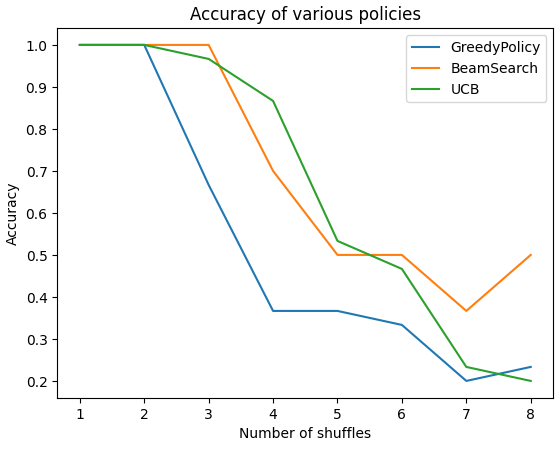 Accuracy of various policies
GreedyPolicy
BeamSearch
UCB
Accuracy
1.0
0.9
0.8
0.7
0.6
0.5
0.4
0.3
0.2
1 2 3 4 5 6 7 8
Number of shuffles